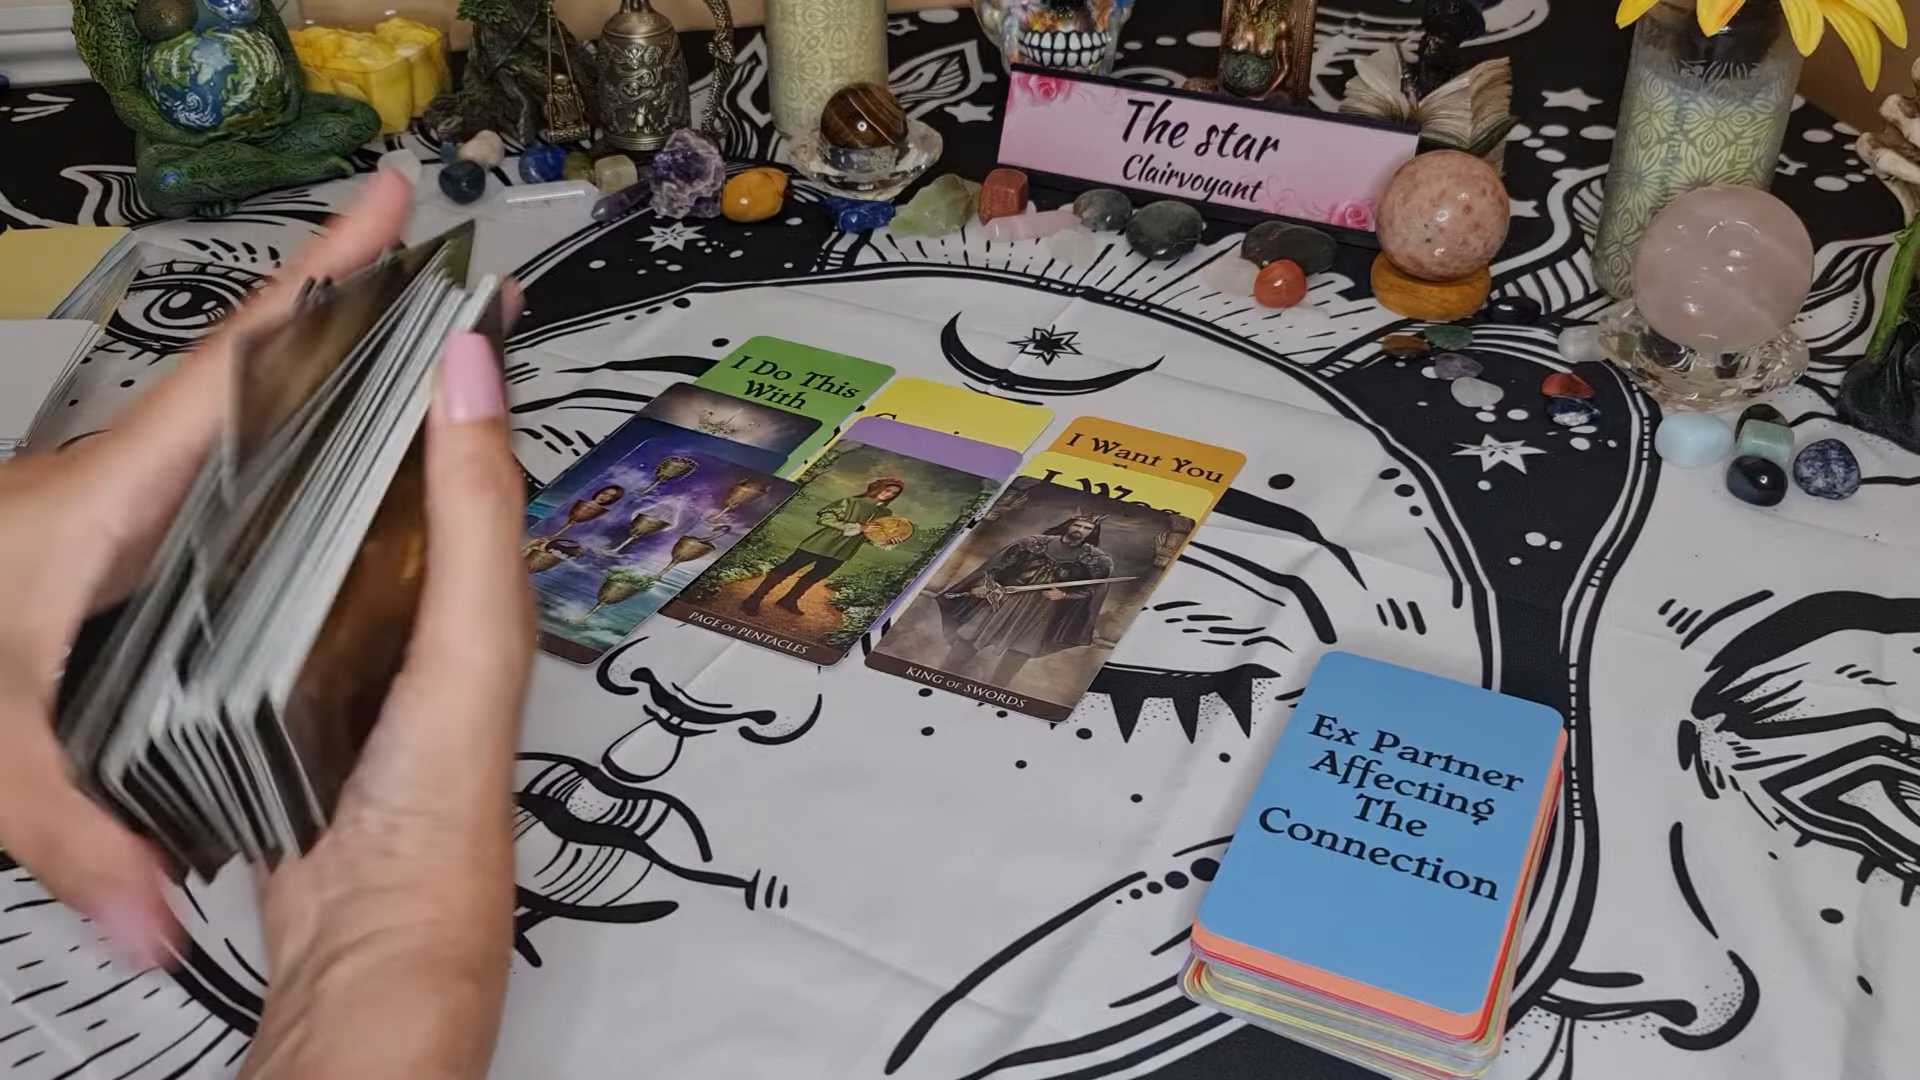 The star
Clairvoyant
I Do This
With
I Want You
PAGE OF PENTACLES
KING OF SWORDS
Ex Partner
Affecting
The
Connection